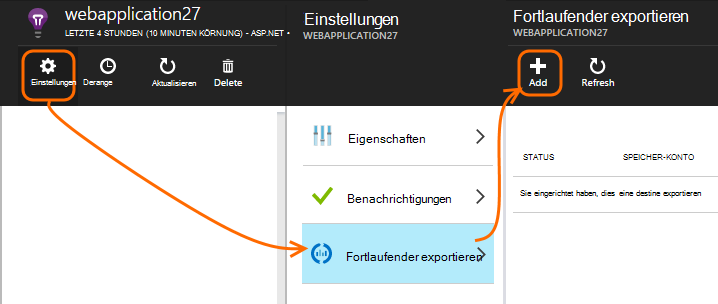 webapplication27
LETZTE 4 STUNDEN (10 MINUTEN KÖRNUNG) - ASP.NET •
Einstellungen
Derange
Aktualisieren
Delete
Einstellungen
WEBAPPLICATION27
Eigenschaften
Benachrichtigungen
Fortlaufender exportieren
Fortlaufender exportieren
WEBAPPLICATION27
Add
Refresh
STATUS
SPEICHER-KONTO
Sie eingerichtet haben, dies eine destine exportieren